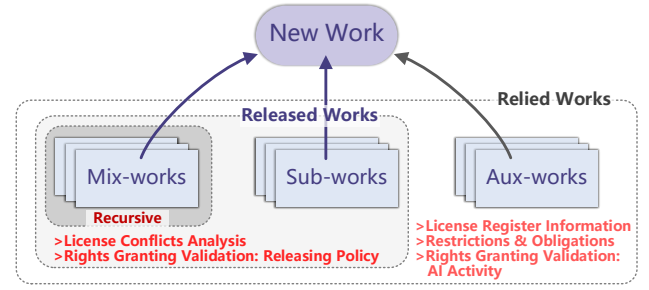 New Work
Released Works
Relied Works
Mix-works
Sub-works
Aux-works
Recursive
>License Conflicts Analysis
>Rights Granting Validation: Releasing Policy
>License Register Information
>Restrictions & Obligations
>Rights Granting Validation:
AI Activity